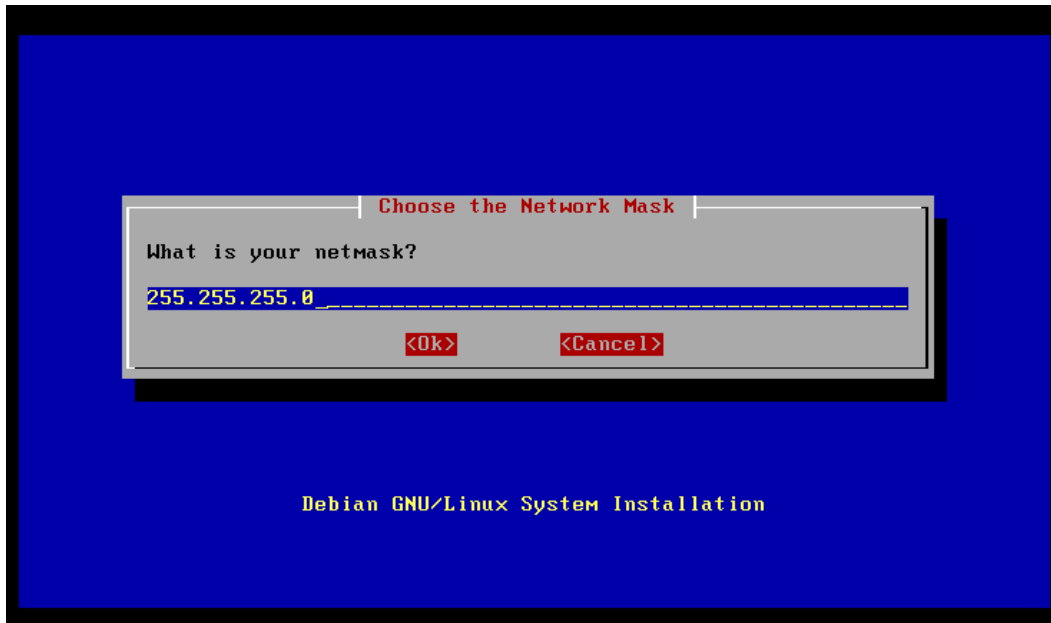 Choose the Network Mask
What is your netmask?
255.255.255.0
<Ok> <Cancel>
Debian GNU/Linux System Installation